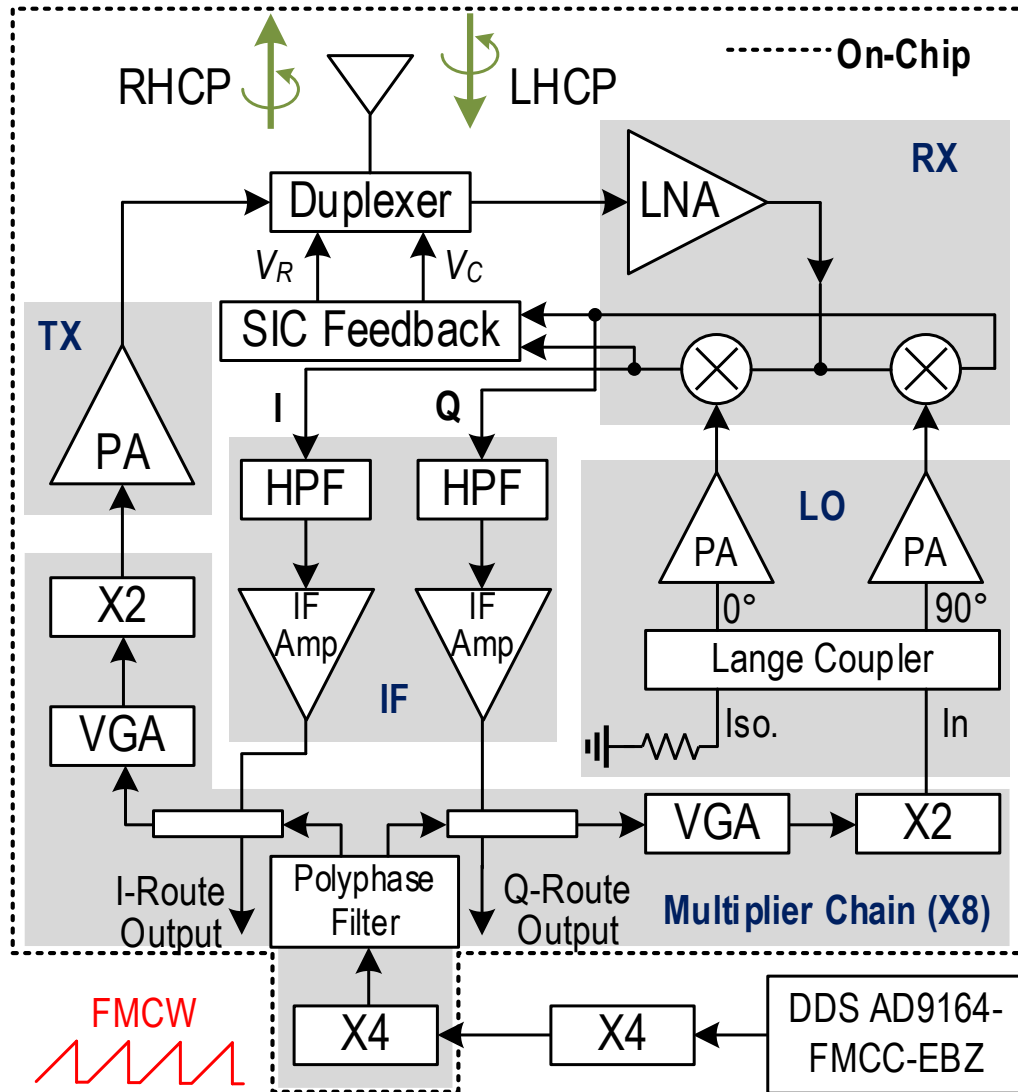 On-Chip
RHCP
LHCP
RX
Duplexer
LNA
VR
VC
TX
SIC Feedback
I
Q
PA
HPF
HPF
LO
PA
PA
X2
IF
Amp
IF
Amp
0°
90°
Lange Coupler
IF
VGA
Iso.
In
VGA
X2
I-Route
Output
Polyphase
Filter
Q-Route
Output
Multiplier Chain (X8)
FMCW
X4
X4
DDS AD9164-
FMCC-EBZ